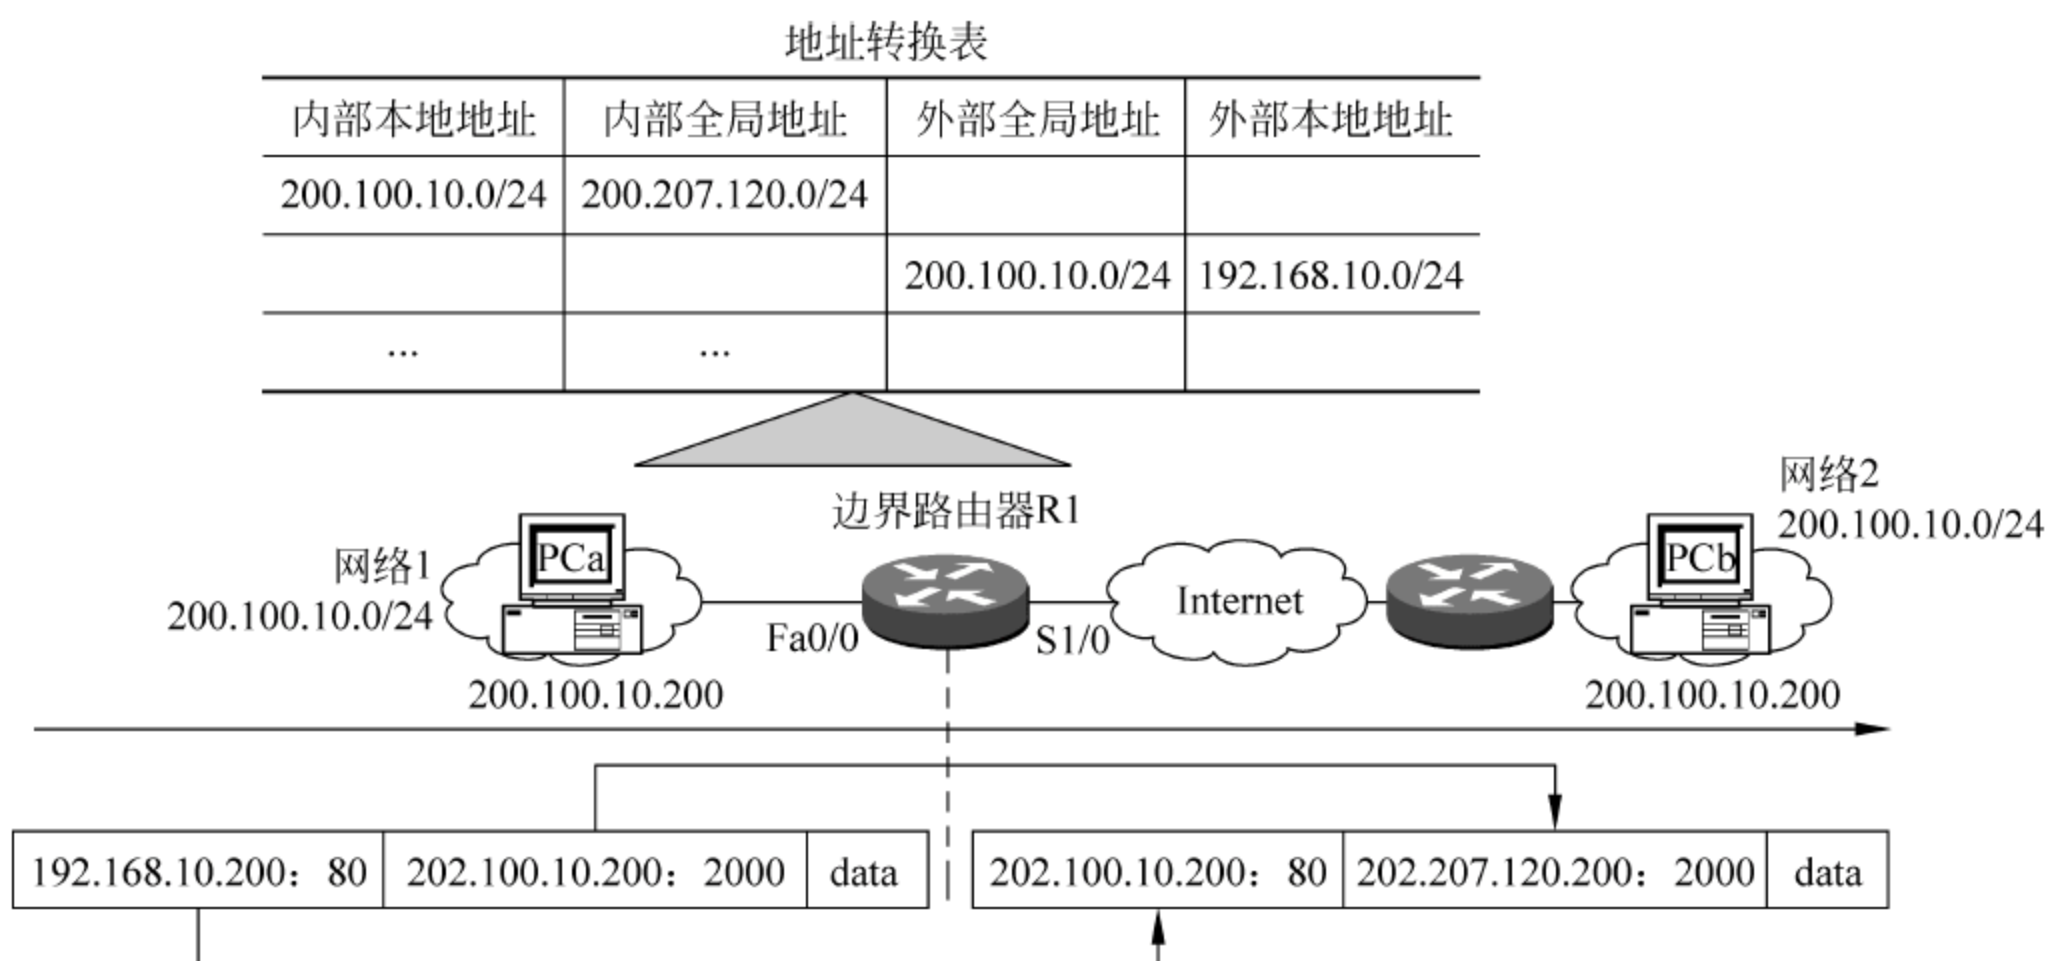 地址转换表
内部本地地址 内部全局地址 外部全局地址 外部本地地址
200.100.10.0/24 200.207.120.0/24
200.100.10.0/24 192.168.10.0/24
... ...
边界路由器R1
网络2
200.100.10.0/24
网络1
200.100.10.0/24
PCa
Fa0/0
S1/0
Internet
PCb
200.100.10.200
200.100.10.200
192.168.10.200：80 202.100.10.200：2000 data
202.100.10.200：80 202.207.120.200：2000 data